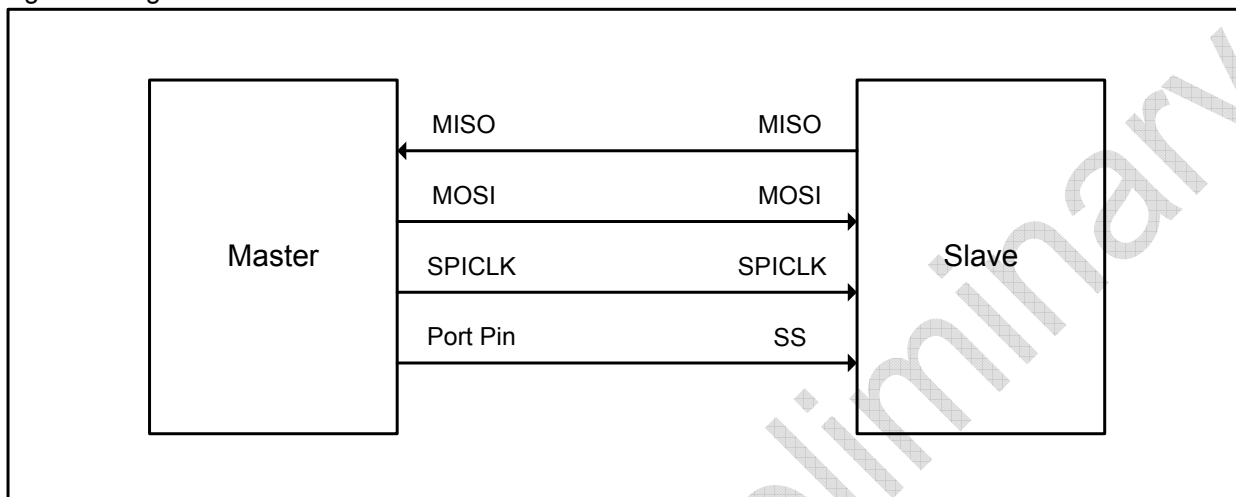 MISO MISO
MOSI MOSI
Master SPICLK SPICLK Slave
Port Pin SS